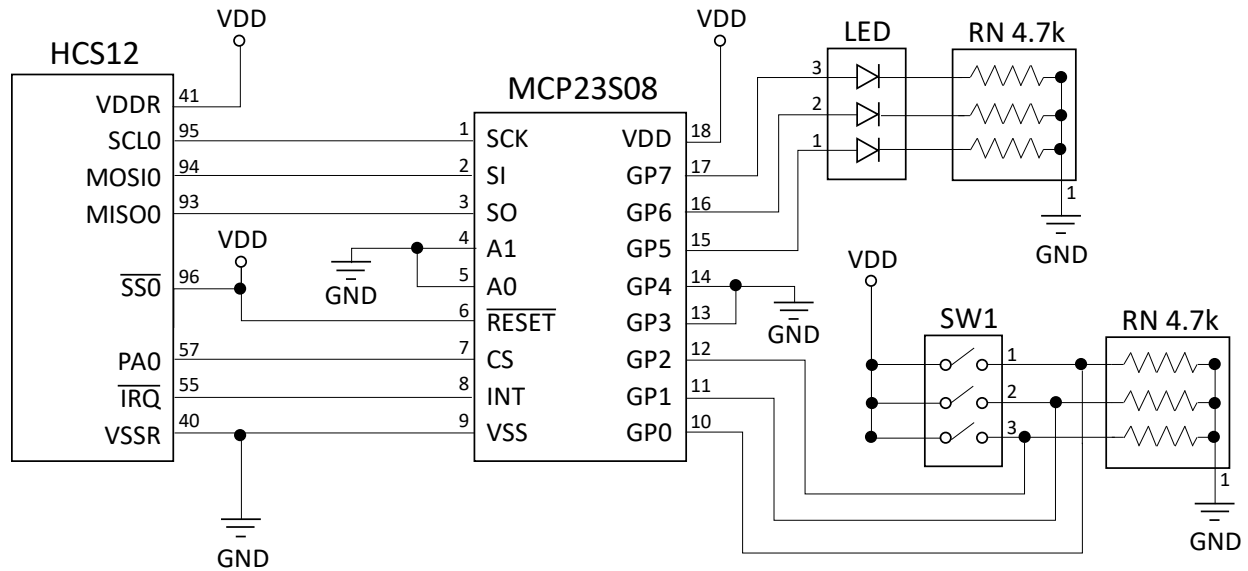 VDD
HCS12
VDDR 41
SCL0 95
MOSI0 94
MISO0 93
VDD
SS0 96
PA0 57
IRQ 55
VSSR 40
GND
GND
MCP23S08
1 SCK
2 SI
3 SO
4 A1
5 A0
6 RESET
7 CS
8 INT
9 VSS
VDD
VDD 18
GP7 17
GP6 16
GP5 15
GP4 14
GP3 13
GP2 12
GP1 11
GP0 10
GND
LED
3
2
1
RN 4.7k
1
GND
VDD
SW1
1
2
3
RN 4.7k
1
GND